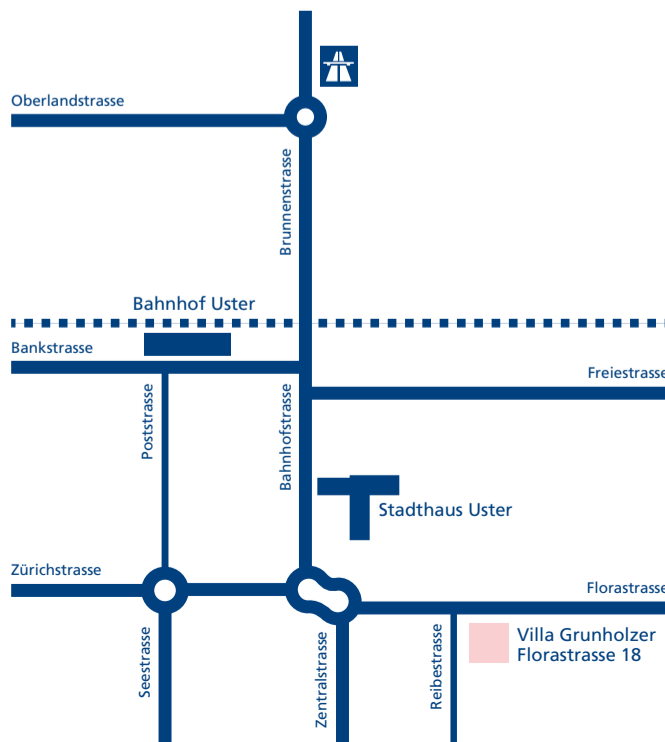 Oberlandstrasse
Brunnenstrasse
Bahnhof Uster
Bankstrasse
Freiestrasse
Poststrasse
Bahnhofstrasse
Stadthaus Uster
Zürichstrasse
Florastrasse
Seestrasse
Zentralstrasse
Reibestrasse
Villa Grunholzer
Florastrasse 18